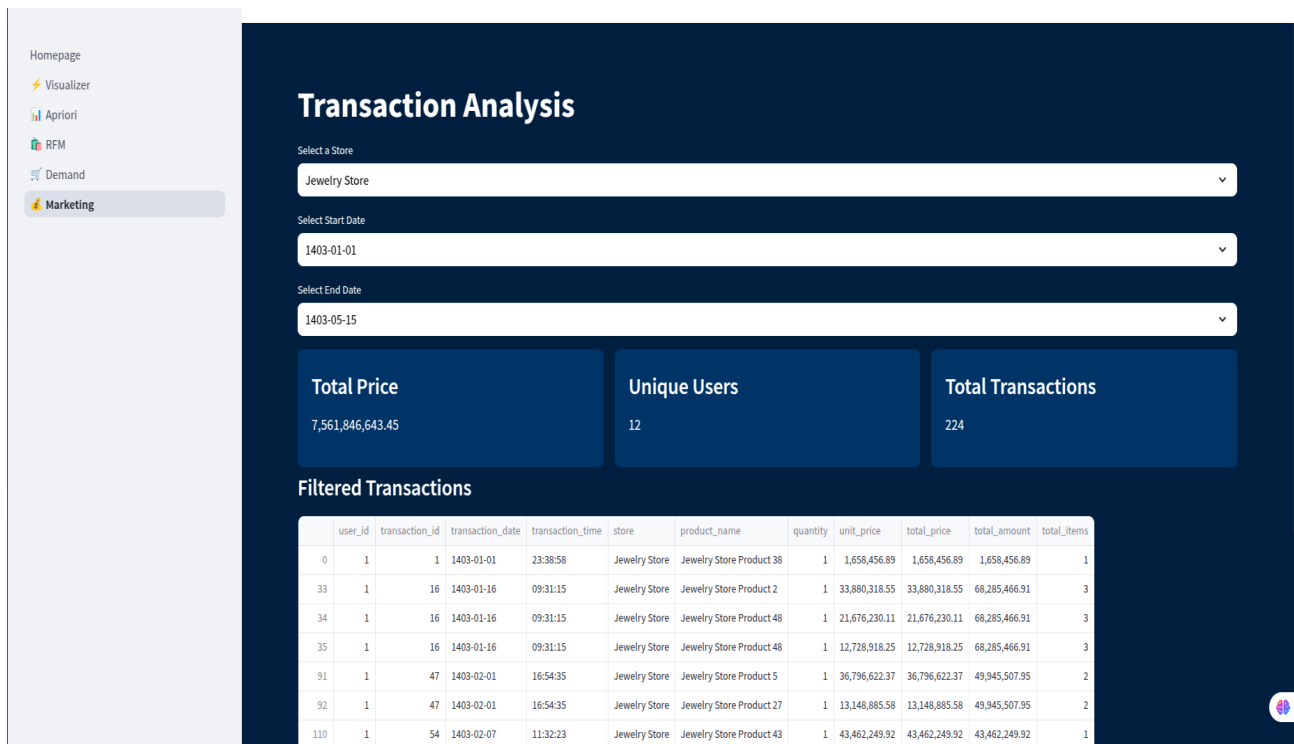 Homepage
⚡ Visualizer
📊 Apriori
🛍️ RFM
🛒 Demand
💰 Marketing
Transaction Analysis
Select a Store
Jewelry Store
Select Start Date
1403-01-01
Select End Date
1403-05-15
Total Price Unique Users Total Transactions
7,561,846,643.45 12 224
Filtered Transactions
user_id transaction_id transaction_date transaction_time store product_name quantity unit_price total_price total_amount total_items
0 1 1 1403-01-01 23:38:58 Jewelry Store Jewelry Store Product 38 1 1,658,456.89 1,658,456.89 1,658,456.89 1
33 1 16 1403-01-16 09:31:15 Jewelry Store Jewelry Store Product 2 1 33,880,318.55 33,880,318.55 68,285,466.91 3
34 1 16 1403-01-16 09:31:15 Jewelry Store Jewelry Store Product 48 1 21,676,230.11 21,676,230.11 68,285,466.91 3
35 1 16 1403-01-16 09:31:15 Jewelry Store Jewelry Store Product 48 1 12,728,918.25 12,728,918.25 68,285,466.91 3
91 1 47 1403-02-01 16:54:35 Jewelry Store Jewelry Store Product 5 1 36,796,622.37 36,796,622.37 49,945,507.95 2
92 1 47 1403-02-01 16:54:35 Jewelry Store Jewelry Store Product 27 1 13,148,885.58 13,148,885.58 49,945,507.95 2
110 1 54 1403-02-07 11:32:23 Jewelry Store Jewelry Store Product 43 1 43,462,249.92 43,462,249.92 43,462,249.92 1